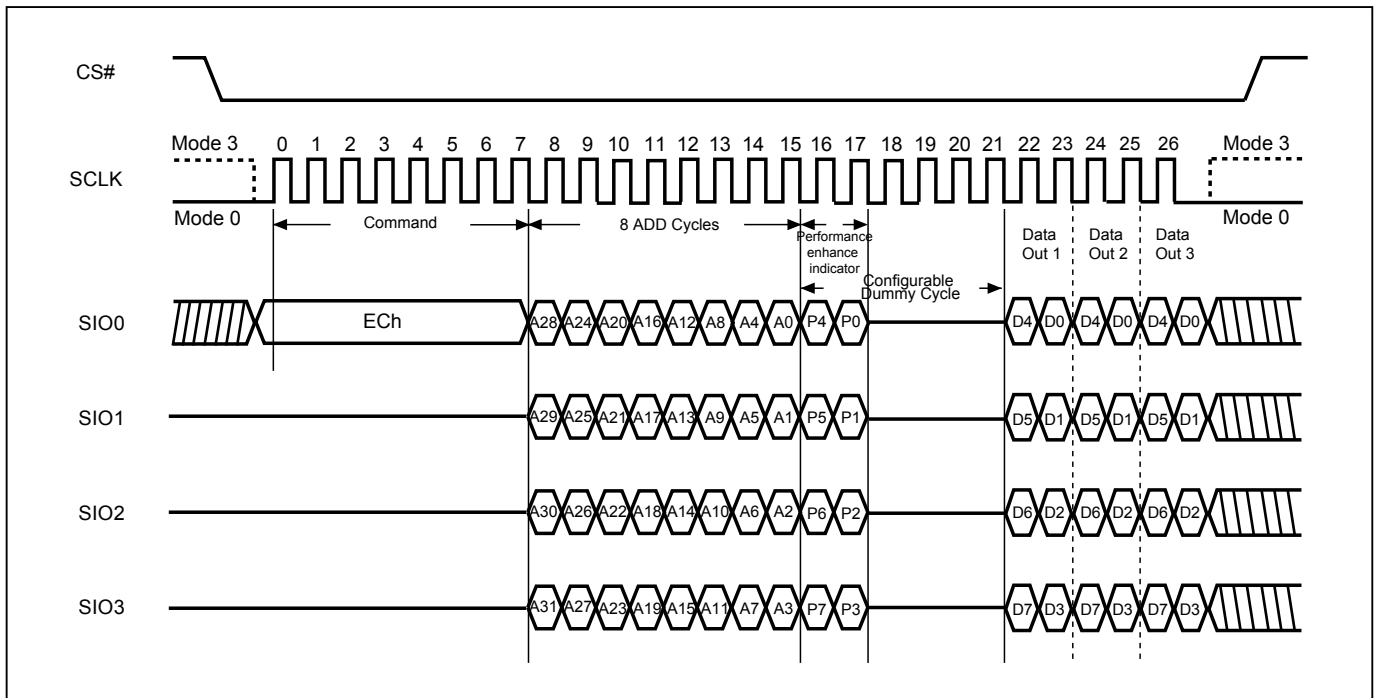 CS#
Mode 3 0 1 2 3 4 5 6 7 8 9 10 11 12 13 14 15 16 17 18 19 20 21 22 23 24 25 26 Mode 3
SCLK
Mode 0 Command 8 ADD Cycles Mode 0
Performance
enhance
indicator
Data
Out 1
Data
Out 2
Data
Out 3
Configurable
Dummy Cycle
SIO0 ECh A28 A24 A20 A16 A12 A8 A4 A0 P4 P0 D4 D0 D4 D0 D4 D0
SIO1 A29 A25 A21 A17 A13 A9 A5 A1 P5 P1 D5 D1 D5 D1 D5 D1
SIO2 A30 A26 A22 A18 A14 A10 A6 A2 P6 P2 D6 D2 D6 D2 D6 D2
SIO3 A31 A27 A23 A19 A15 A11 A7 A3 P7 P3 D7 D3 D7 D3 D7 D3